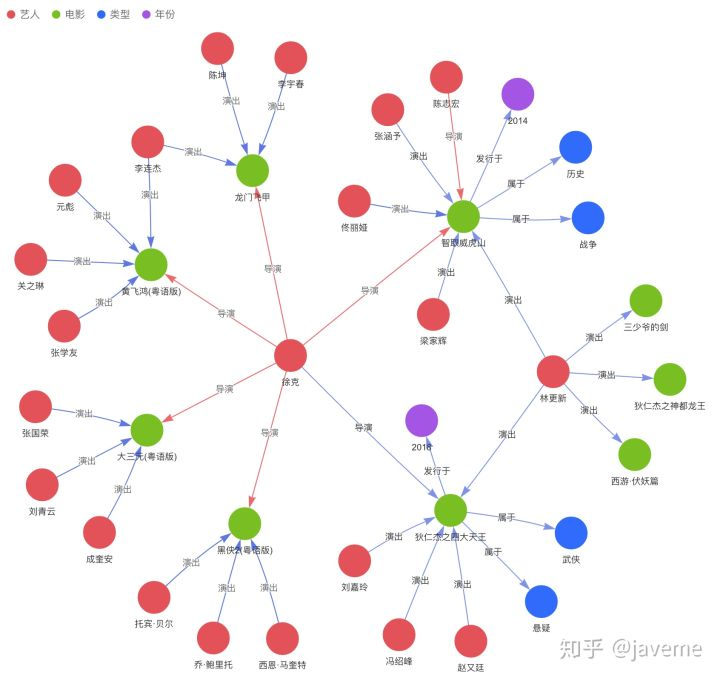 艺人 电影 类型 年份
陈坤
李宇春
演出
演出
李连杰
演出
龙门飞甲
元彪
演出
演出
关之琳
演出
黄飞鸿(粤语版)
演出
张学友
陈志宏
2014
张涵予
导演
演出
发行于
历史
属于
佟丽娅
演出
智取威虎山
属于
战争
演出
导演
导演
导演
梁家辉
演出
三少爷的剑
演出
徐克
林更新
演出
狄仁杰之神都龙王
演出
西游·伏妖篇
导演
张国荣
演出
大三元(粤语版)
演出
刘青云
演出
成奎安
导演
导演
2018
发行于
演出
黑侠2(粤语版)
演出
托宾·贝尔
演出
乔·鲍里托
演出
西恩·马奎特
狄仁杰之四大天王
属于
武侠
属于
悬疑
演出
刘嘉玲
演出
冯绍峰
演出
赵又廷
知乎 @javeme